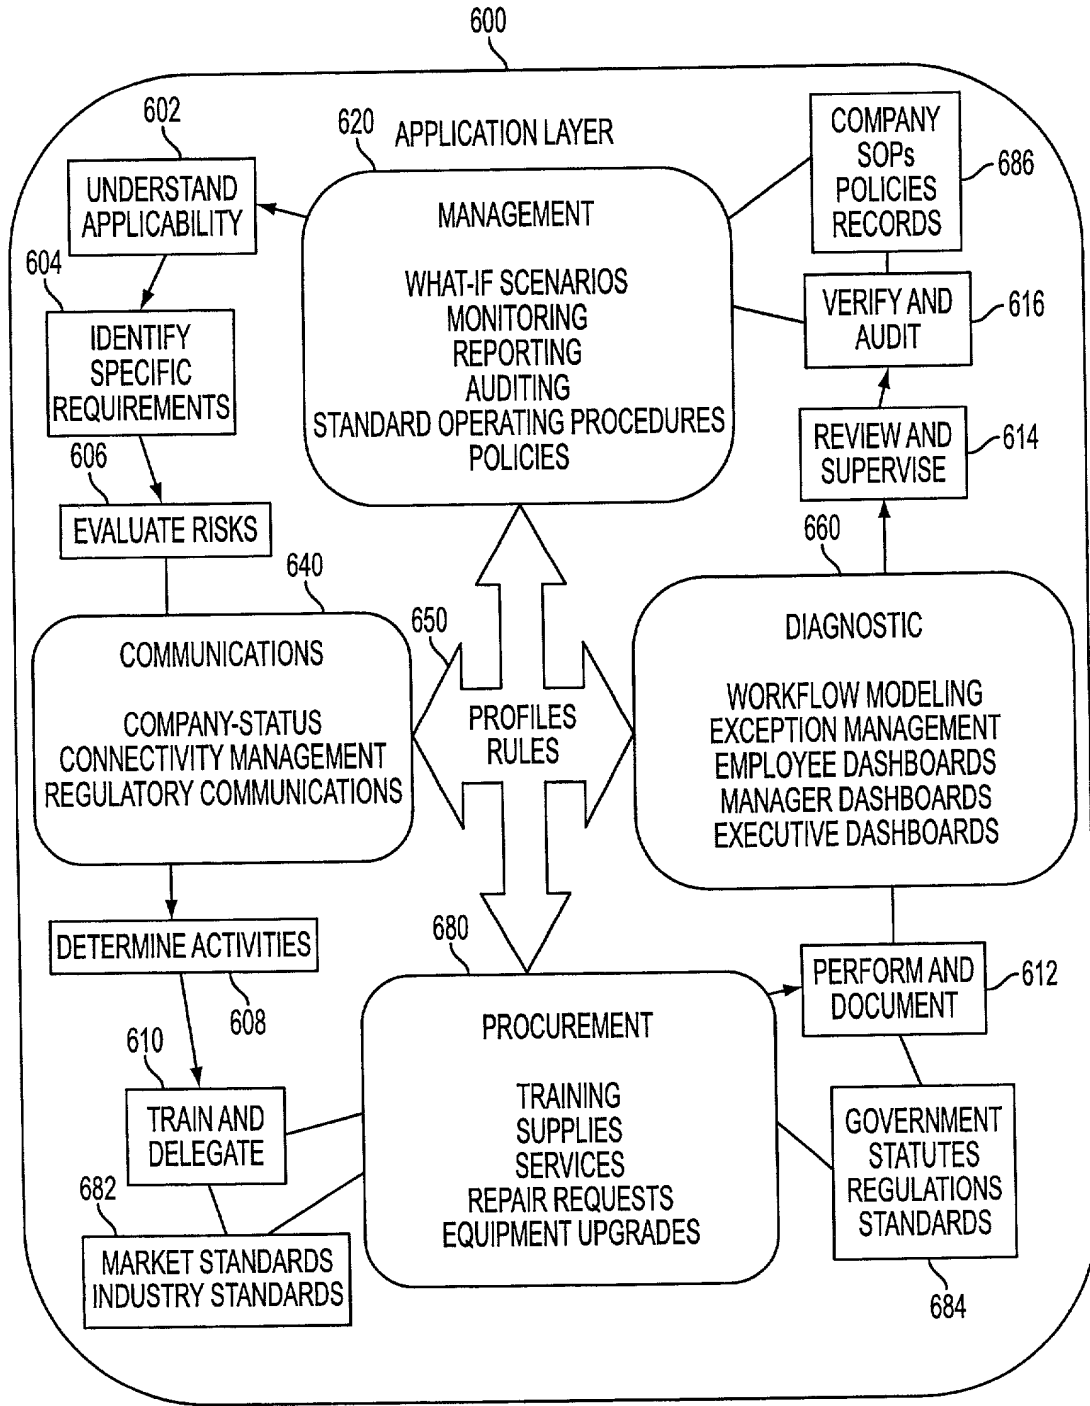 600
APPLICATION LAYER
602
UNDERSTAND
APPLICABILITY
604
IDENTIFY
SPECIFIC
REQUIREMENTS
606
EVALUATE RISKS
620
MANAGEMENT
WHAT-IF SCENARIOS
MONITORING
REPORTING
AUDITING
STANDARD OPERATING PROCEDURES
POLICIES
COMPANY
SOPs
POLICIES
RECORDS
686
VERIFY AND
AUDIT
616
REVIEW AND
SUPERVISE
614
640
COMMUNICATIONS
COMPANY-STATUS
CONNECTIVITY MANAGEMENT
REGULATORY COMMUNICATIONS
650
PROFILES
RULES
660
DIAGNOSTIC
WORKFLOW MODELING
EXCEPTION MANAGEMENT
EMPLOYEE DASHBOARDS
MANAGER DASHBOARDS
EXECUTIVE DASHBOARDS
DETERMINE ACTIVITIES
608
610
TRAIN AND
DELEGATE
682
MARKET STANDARDS
INDUSTRY STANDARDS
680
PROCUREMENT
TRAINING
SUPPLIES
SERVICES
REPAIR REQUESTS
EQUIPMENT UPGRADES
PERFORM AND
DOCUMENT
612
GOVERNMENT
STATUTES
REGULATIONS
STANDARDS
684